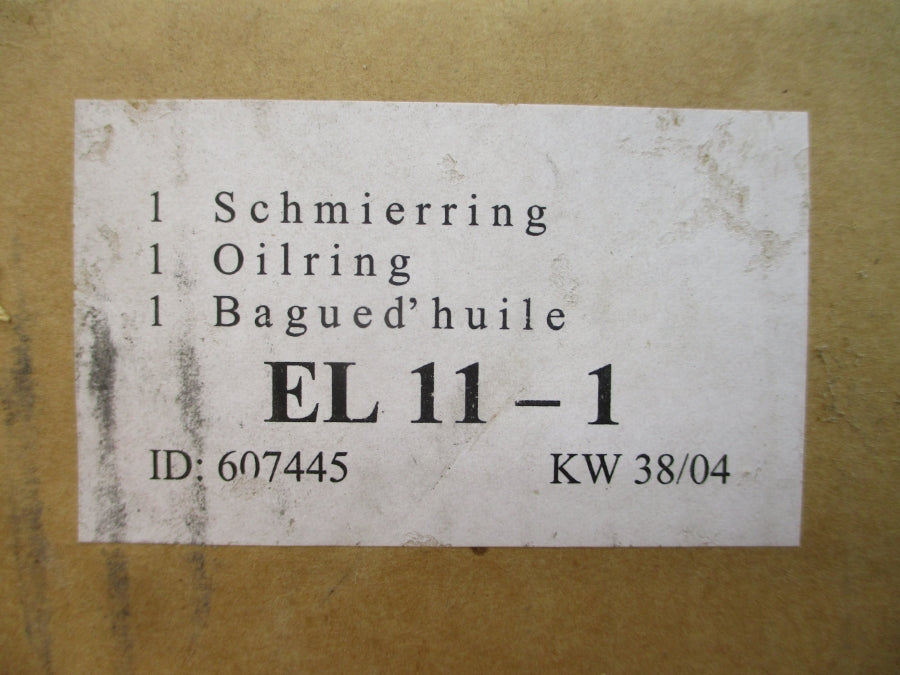 1 Schmierring
1 Oilring
1 Bagued’huile
EL 11 – 1
ID: 607445 KW 38/04